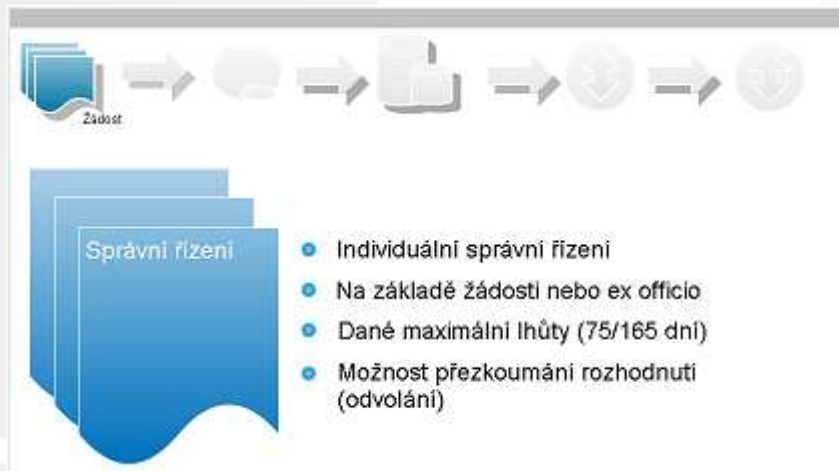 Žádost
Správní řízení
Individuální správní řízení
Na základě žádosti nebo ex officio
Dané maximální lhůty (75/165 dní)
Možnost přezkoumání rozhodnutí
(odvolání)